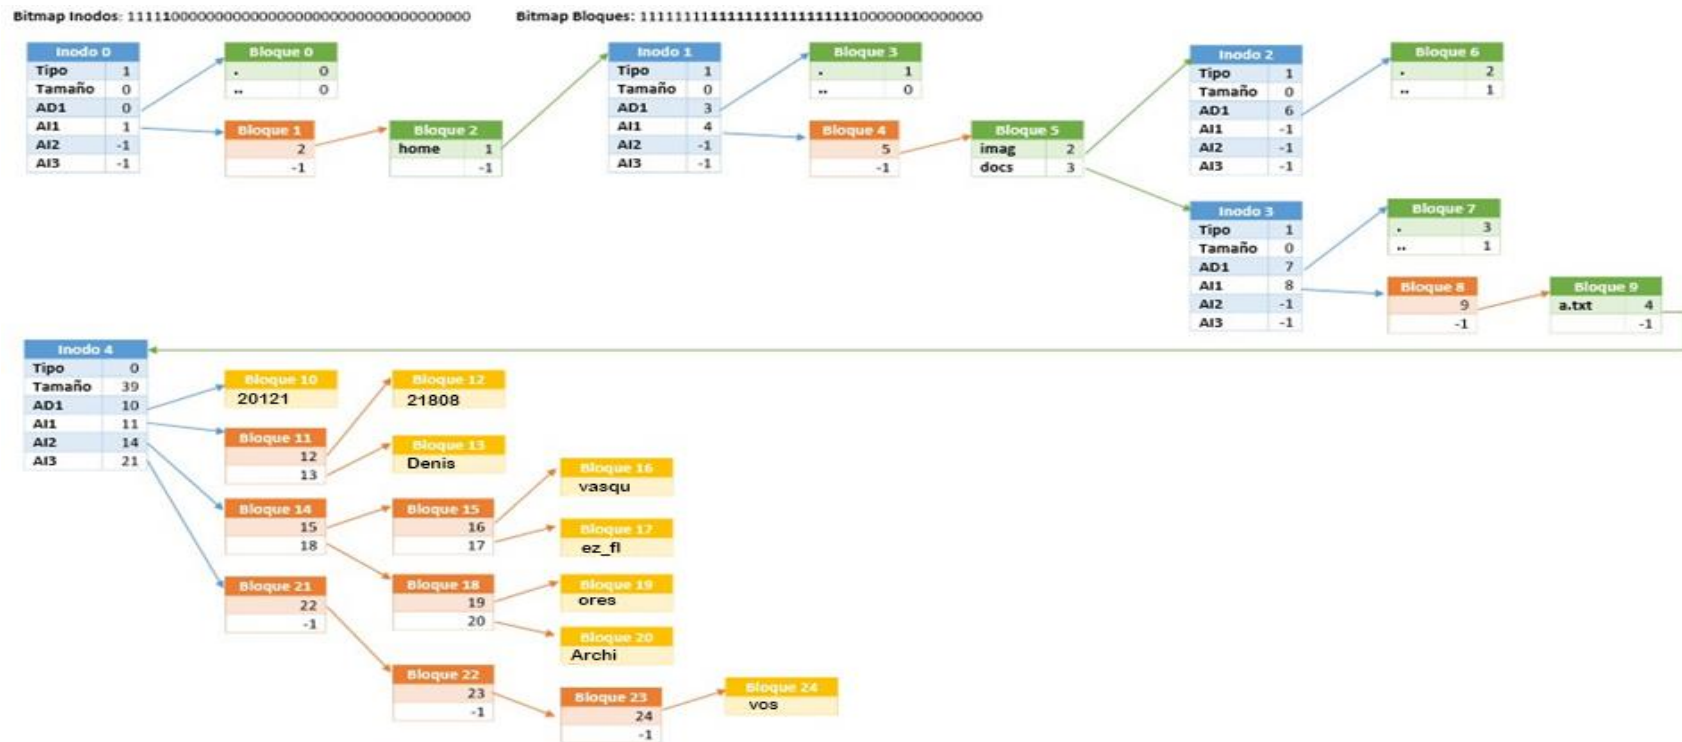 Bitmap Inodos: 1111100000000000000000000000000000000000
Bitmap Bloques: 1111111111111111111111111000000000000000
Inodo 0
Tipo 1
Tamaño 0
AD1 0
AI1 1
AI2 -1
AI3 -1
Bloque 0
. 0
.. 0
Bloque 1
2
-1
Bloque 2
home 1
-1
Inodo 1
Tipo 1
Tamaño 0
AD1 3
AI1 4
AI2 -1
AI3 -1
Bloque 3
. 1
.. 0
Bloque 4
5
-1
Bloque 5
imag 2
docs 3
Inodo 2
Tipo 1
Tamaño 0
AD1 6
AI1 -1
AI2 -1
AI3 -1
Bloque 6
. 2
.. 1
Inodo 3
Tipo 1
Tamaño 0
AD1 7
AI1 8
AI2 -1
AI3 -1
Bloque 7
. 3
.. 1
Bloque 8
9
-1
Bloque 9
a.txt 4
-1
Inodo 4
Tipo 0
Tamaño 39
AD1 10
AI1 11
AI2 14
AI3 21
Bloque 10
20121
Bloque 11
12
13
Bloque 12
21808
Bloque 13
Denis
Bloque 14
15
18
Bloque 15
16
17
Bloque 16
vasqu
Bloque 17
ez_fl
Bloque 18
19
20
Bloque 19
ores
Bloque 20
Archi
Bloque 21
22
-1
Bloque 22
23
-1
Bloque 23
24
-1
Bloque 24
vos